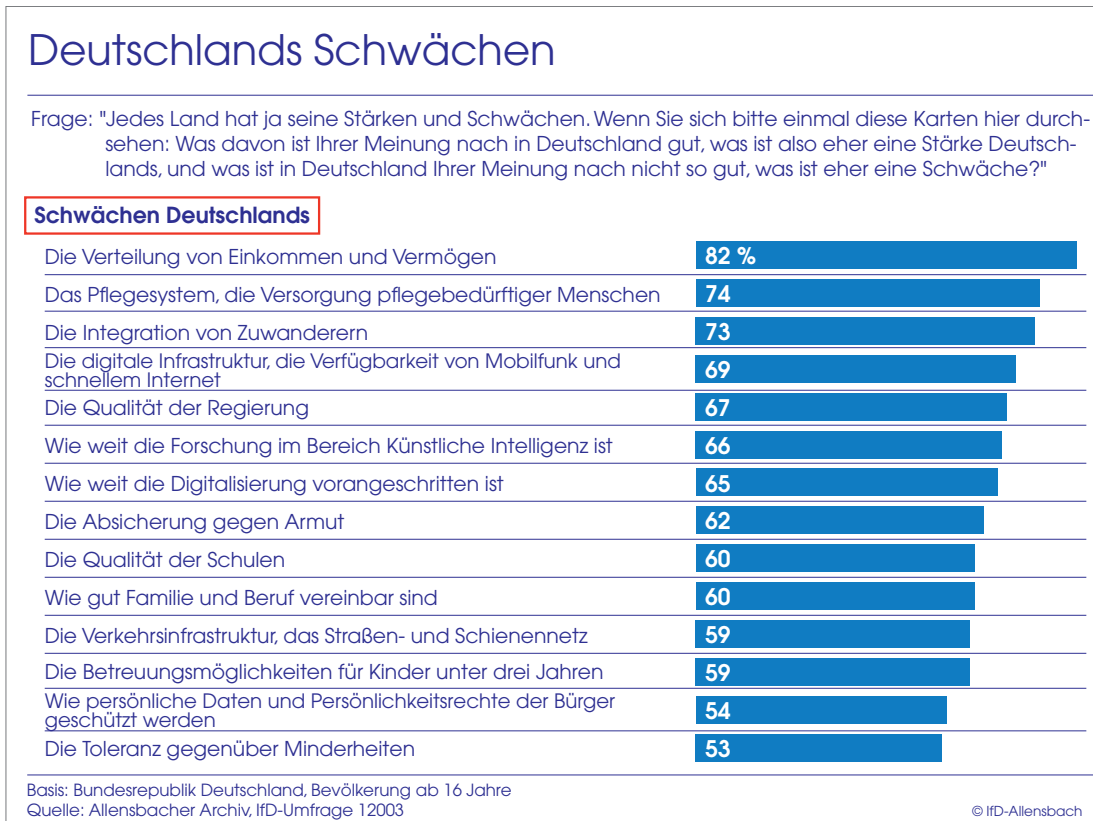 Deutschlands Schwächen
Frage: "Jedes Land hat ja seine Stärken und Schwächen. Wenn Sie sich bitte einmal diese Karten hier durch-
sehen: Was davon ist Ihrer Meinung nach in Deutschland gut, was ist also eher eine Stärke Deutsch-
lands, und was ist in Deutschland Ihrer Meinung nach nicht so gut, was ist eher eine Schwäche?"
Schwächen Deutschlands
Die Verteilung von Einkommen und Vermögen 82 %
Das Pflegesystem, die Versorgung pflegebedürftiger Menschen 74
Die Integration von Zuwanderern 73
Die digitale Infrastruktur, die Verfügbarkeit von Mobilfunk und
schnellem Internet 69
Die Qualität der Regierung 67
Wie weit die Forschung im Bereich Künstliche Intelligenz ist 66
Wie weit die Digitalisierung vorangeschritten ist 65
Die Absicherung gegen Armut 62
Die Qualität der Schulen 60
Wie gut Familie und Beruf vereinbar sind 60
Die Verkehrsinfrastruktur, das Straßen- und Schienennetz 59
Die Betreuungsmöglichkeiten für Kinder unter drei Jahren 59
Wie persönliche Daten und Persönlichkeitsrechte der Bürger
geschützt werden 54
Die Toleranz gegenüber Minderheiten 53
Basis: Bundesrepublik Deutschland, Bevölkerung ab 16 Jahre
Quelle: Allensbacher Archiv, IfD-Umfrage 12003
© IfD-Allensbach